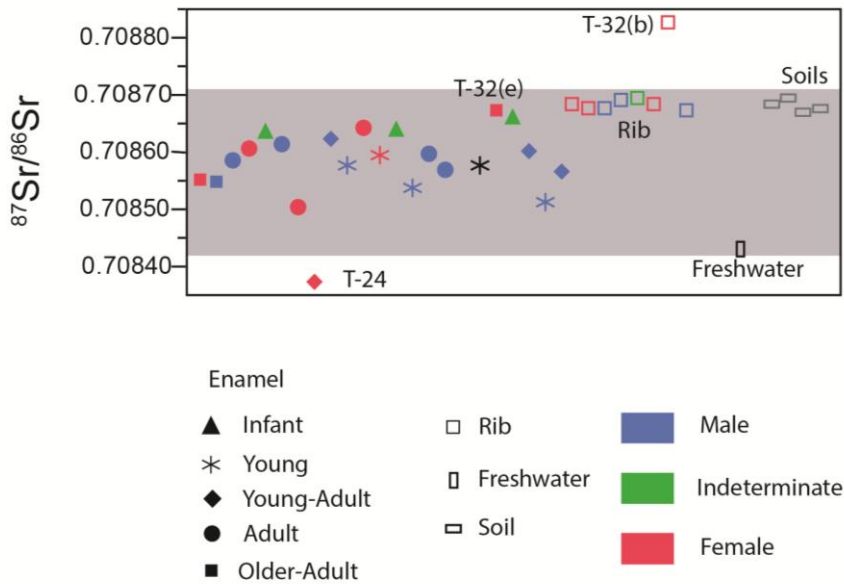 0.70880
0.70870
0.70860
0.70850
0.70840
87Sr/86Sr
T-32(b)
T-32(e)
Soils
Rib
T-24
Freshwater
Enamel
Infant
Young
Young-Adult
Adult
Older-Adult
Rib
Freshwater
Soil
Male
Indeterminate
Female